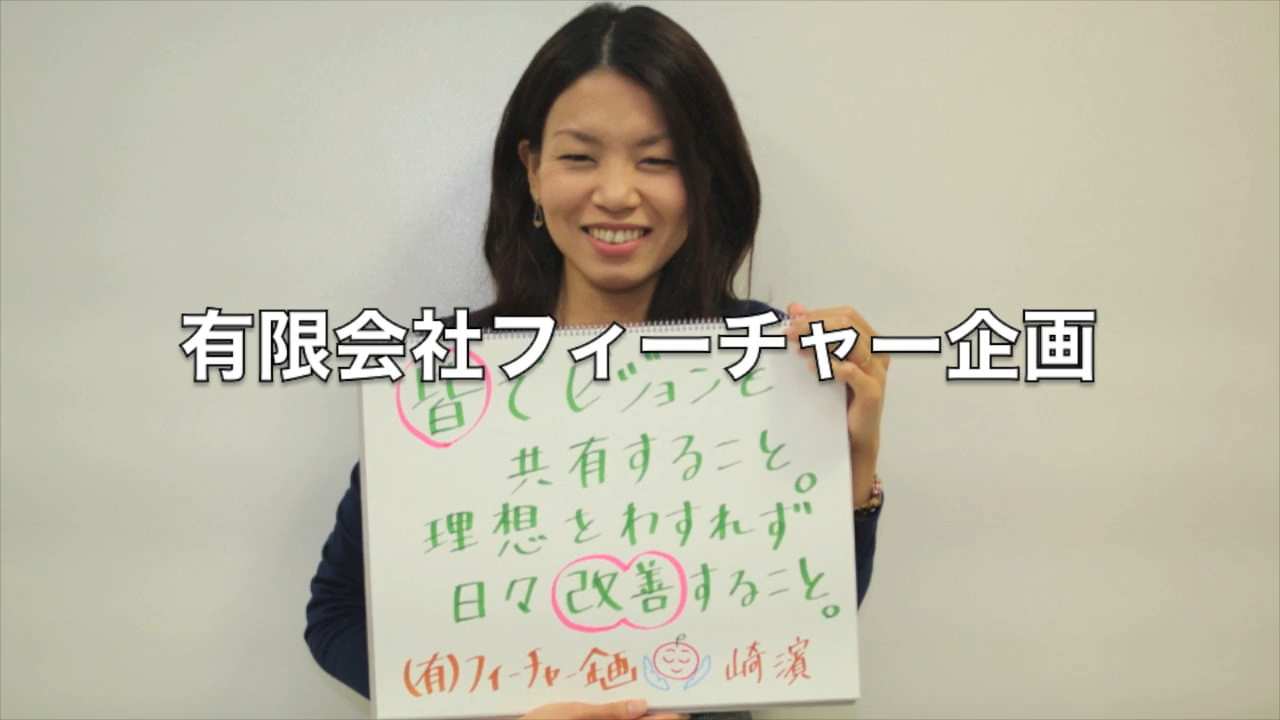 有限会社フィーチャー企画
皆でビジョンを
共有すること。
理想をわすれず
日々改善すること。
(有)フィーチャー企画 崎濱